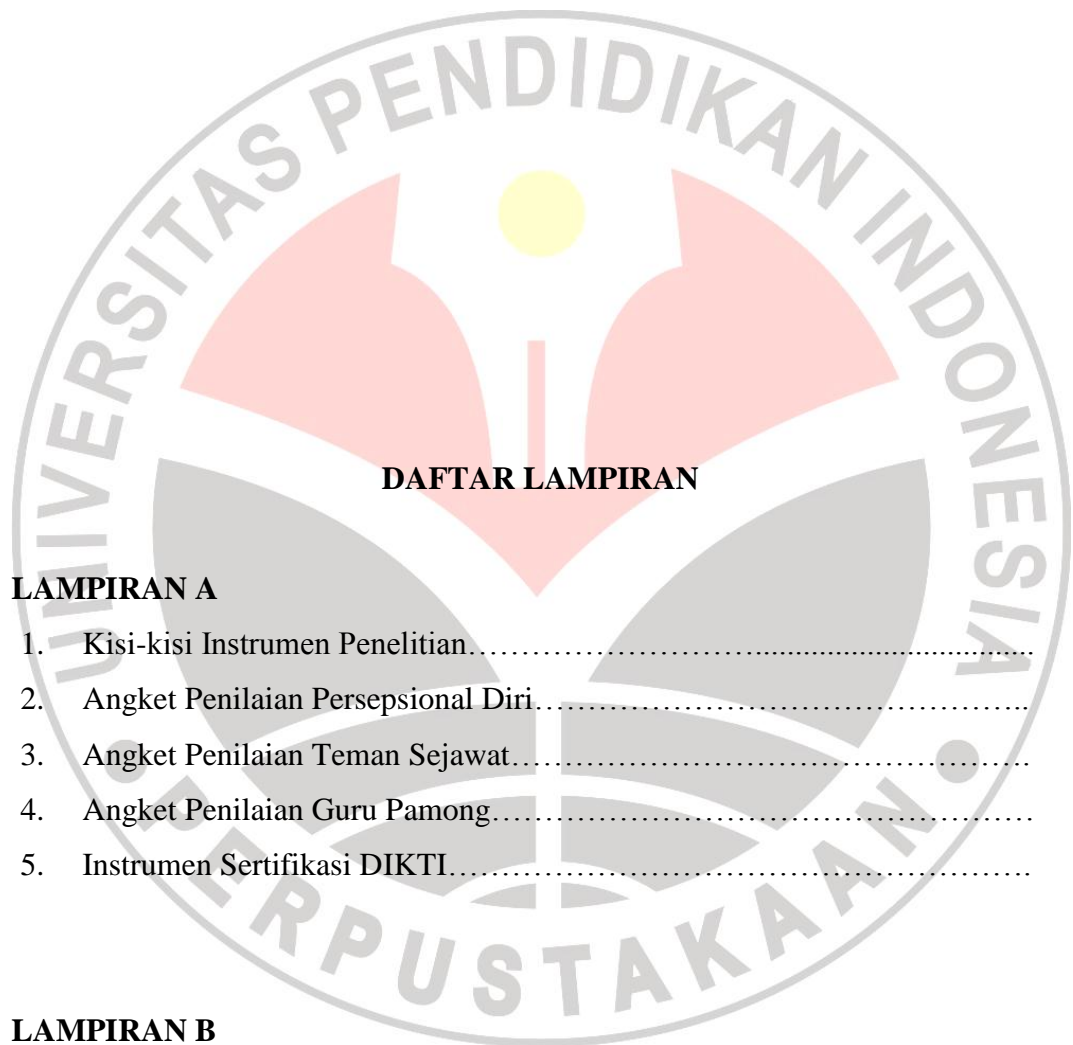 UNIVERSITAS PENDIDIKAN INDONESIA
DAFTAR LAMPIRAN
LAMPIRAN A
1. Kisi-kisi Instrumen Penelitian………………………...........................................
2. Angket Penilaian Persepsional Diri………………………………………………..
3. Angket Penilaian Teman Sejawat………………………………………………….
4. Angket Penilaian Guru Pamong……………………………………………………
5. Instrumen Sertifikasi DIKTI……………………………………………………….
PERPUSTAKAAN
LAMPIRAN B